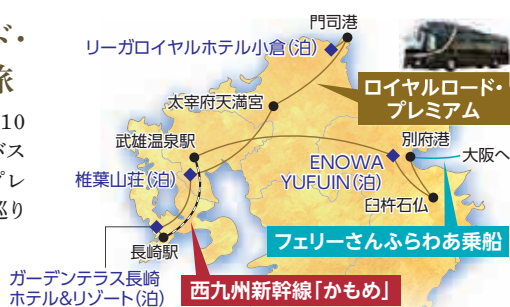 ド・
旅
10
バス
プレ
巡り
門司港
リーガロイヤルホテル小倉(泊)
ロイヤルロード・
プレミアム
太宰府天満宮
武雄温泉駅
別府港
大阪へ
ENOWA
YUFUIN(泊)
椎葉山荘(泊)
臼杵石仏
フェリーさんふらわあ乗船
長崎駅
ガーデンテラス長崎
ホテル&リゾート(泊)
西九州新幹線「かもめ」